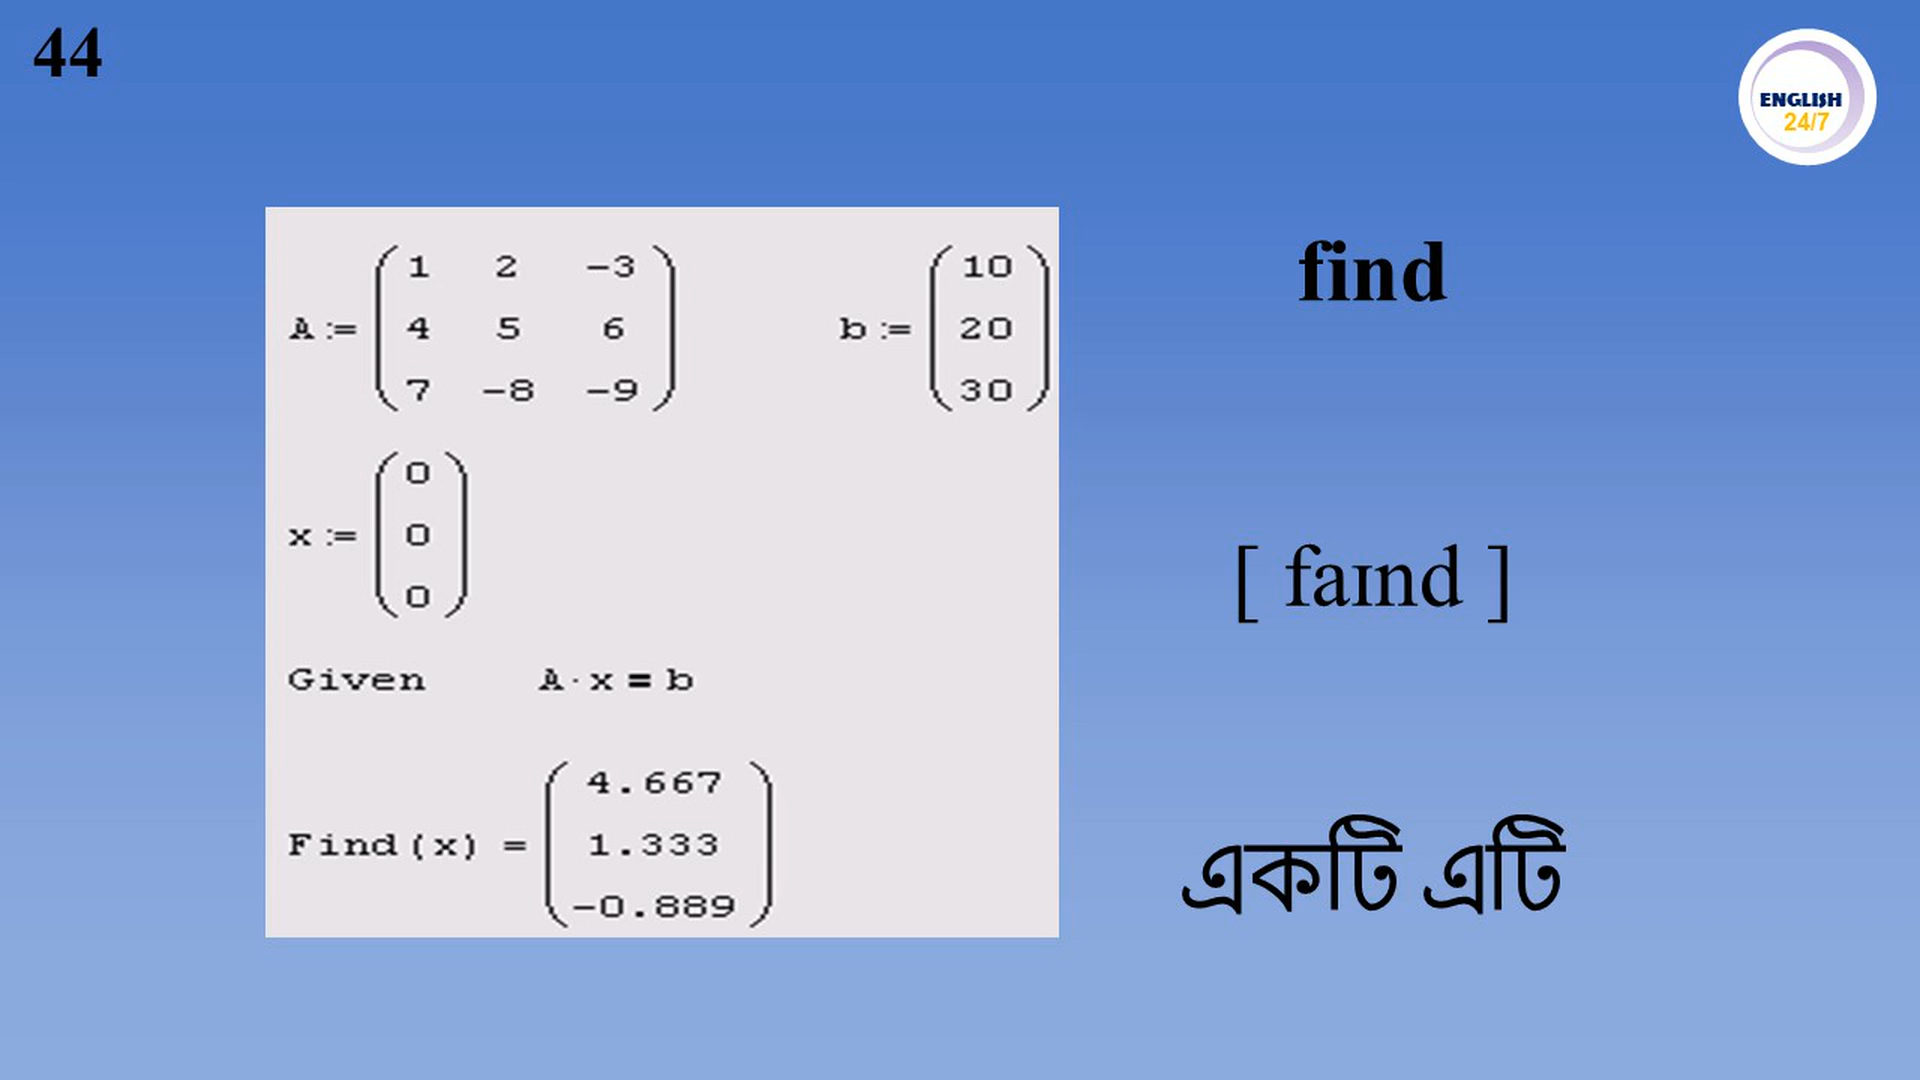 44
ENGLISH
24/7
A := ( 1 2 -3 ) b := ( 10 )
( 4 5 6 ) ( 20 )
( 7 -8 -9 ) ( 30 )
x := ( 0 )
( 0 )
( 0 )
Given A · x = b
Find(x) = ( 4.667 )
( 1.333 )
( -0.889 )
find
[ faɪnd ]
একটি এটি